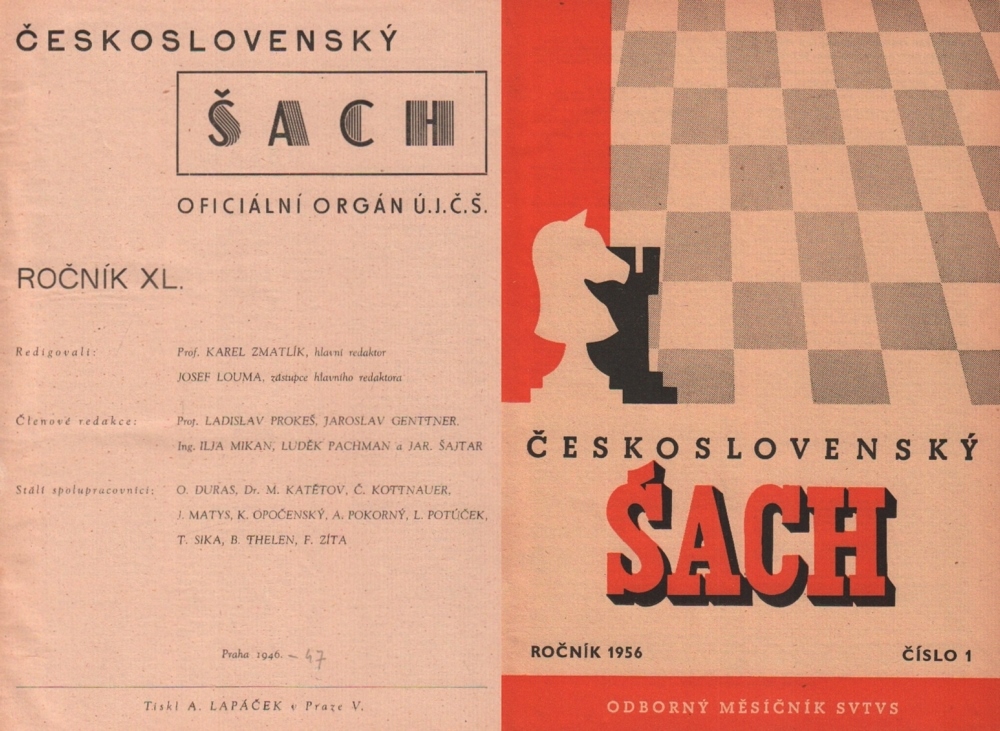 ČESKOSLOVENSKÝ
ŠACH
OFICIÁLNÍ ORGÁN Ú.J.Č.Š.
ROČNÍK XL.
Redigovali: Prof. KAREL ZMATLÍK, hlavní redaktor
JOSEF LOUMA, zástupce hlavního redaktora
Členové redakce: Prof. LADISLAV PROKEŠ, JAROSLAV GENTTNER,
Ing. ILJA MIKAN, LUDĚK PACHMAN a JAR. ŠAJTAR
Stálí spolupracovníci: O. DURAS, Dr. M. KATĚTOV, Č. KOTTNAUER,
J. MATYS, K. OPOČENSKÝ, A. POKORNÝ, L. POTŮČEK,
T. SIKA, B. THELEN, F. ZÍTA
Praha 1946. - 47
Tiskl A. LAPÁČEK v Praze V.
ČESKOSLOVENSKÝ
ŠACH
ROČNÍK 1956 ČÍSLO 1
ODBORNÝ MĚSÍČNÍK SVTVS